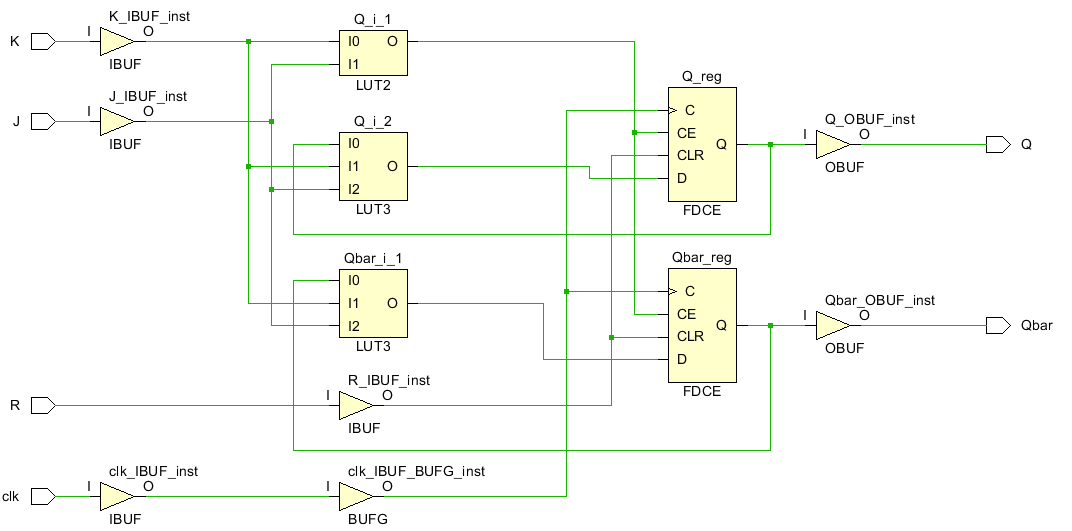 K_IBUF_inst
K
I
O
IBUF
J_IBUF_inst
J
I
O
IBUF
Q_i_1
I0
O
I1
LUT2
Q_i_2
I0
I1
O
I2
LUT3
Q_reg
C
CE
CLR
D
Q
FDCE
Q_OBUF_inst
I
O
OBUF
Q
Qbar_i_1
I0
I1
O
I2
LUT3
Qbar_reg
C
CE
CLR
D
Q
FDCE
Qbar_OBUF_inst
I
O
OBUF
Qbar
R_IBUF_inst
R
I
O
IBUF
clk_IBUF_inst
clk
I
O
IBUF
clk_IBUF_BUFG_inst
I
O
BUFG